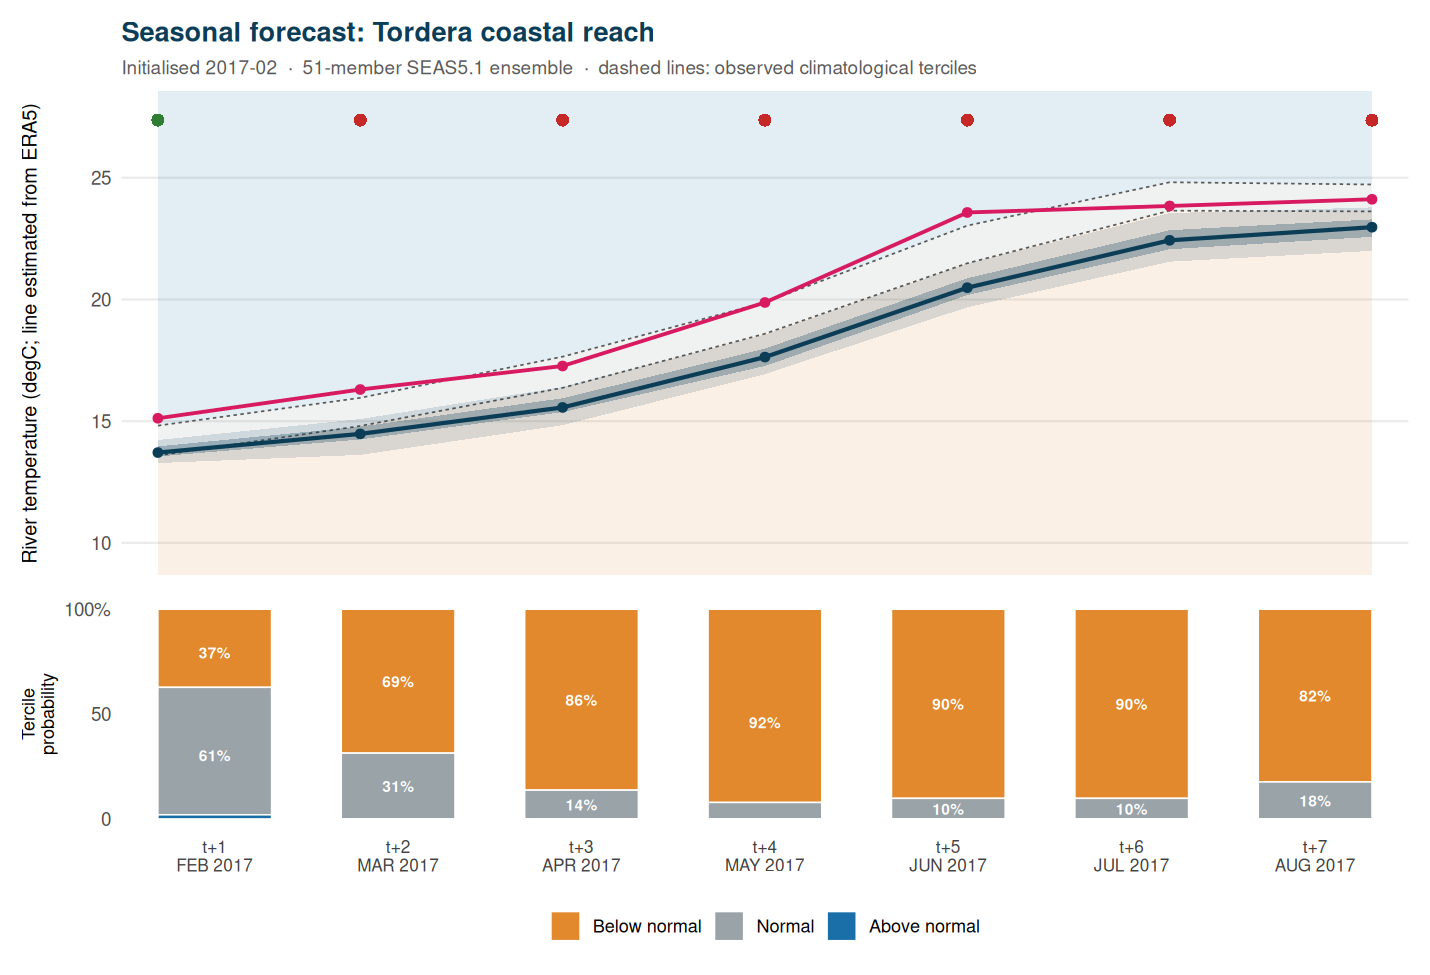 Seasonal forecast: Tordera coastal reach
Initialised 2017-02 · 51-member SEAS5.1 ensemble · dashed lines: observed climatological terciles
River temperature (degC; line estimated from ERA5)
25
20
15
10
Tercile
probability
100%
50
0
37%
61%
69%
31%
86%
14%
92%
90%
10%
90%
10%
82%
18%
t+1
FEB 2017
t+2
MAR 2017
t+3
APR 2017
t+4
MAY 2017
t+5
JUN 2017
t+6
JUL 2017
t+7
AUG 2017
Below normal
Normal
Above normal